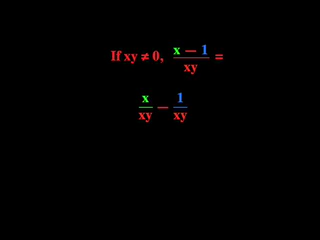 If xy ≠ 0, x − 1 / xy =
x / xy − 1 / xy